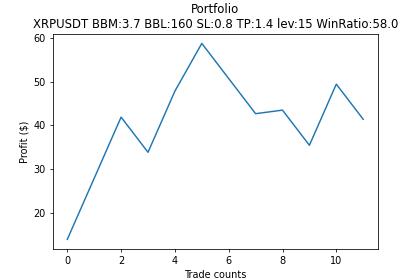 Portfolio
XRPUSDT BBM:3.7 BBL:160 SL:0.8 TP:1.4 lev:15 WinRatio:58.0
60
50
40
30
20
Profit ($)
0 2 4 6 8 10
Trade counts